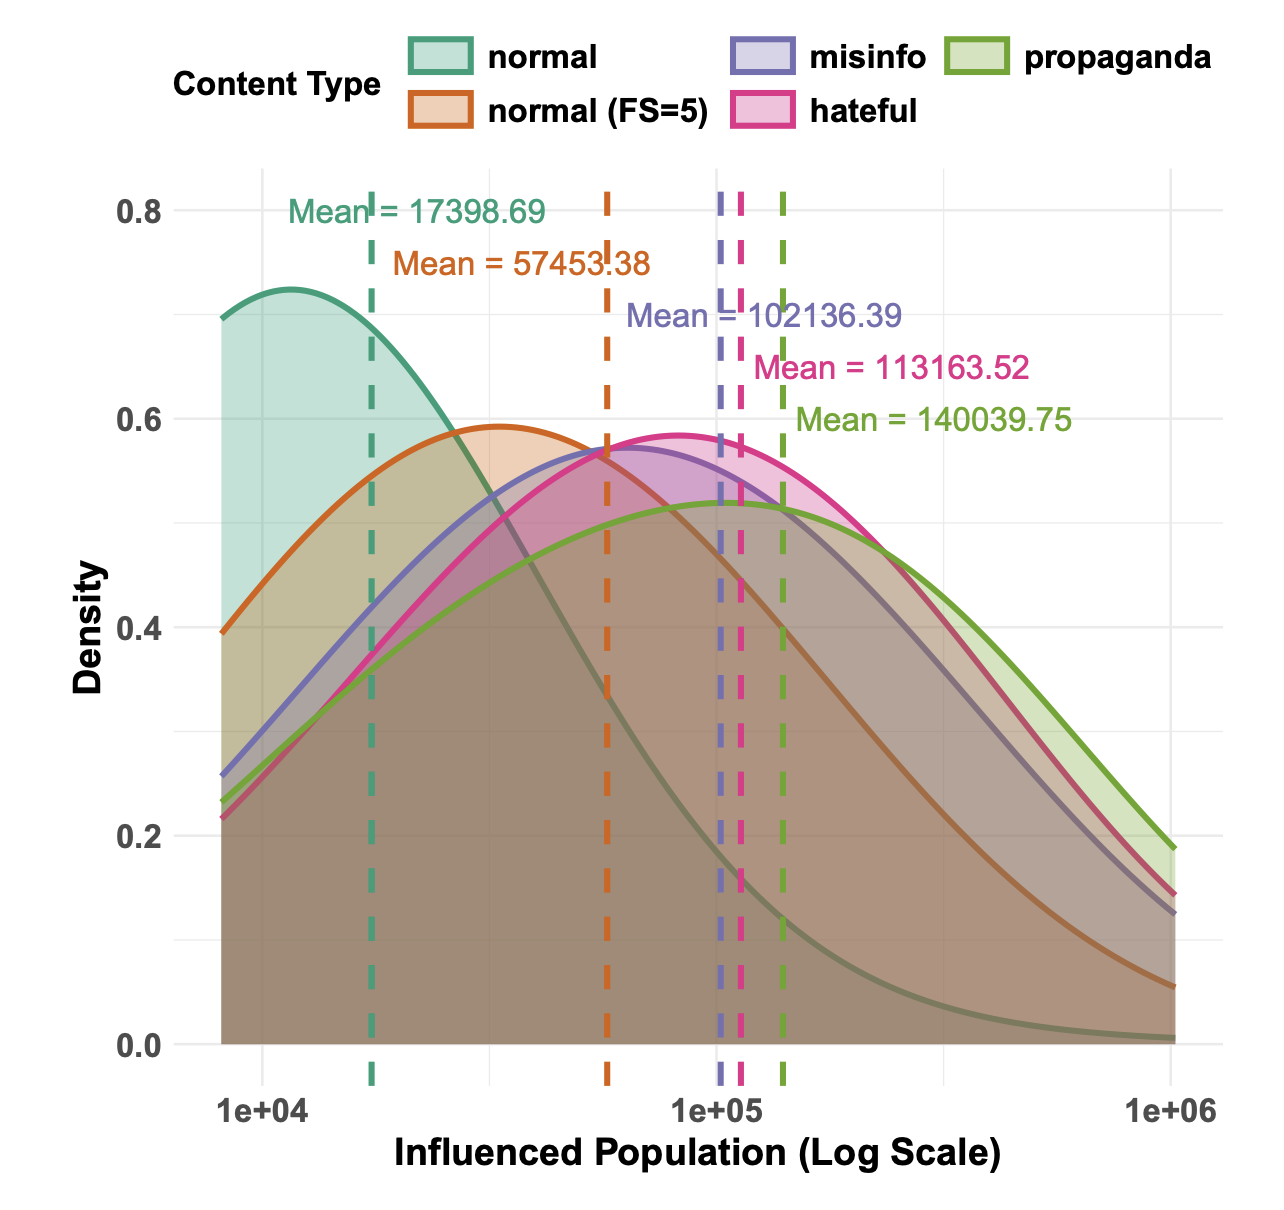 Content Type
normal
normal (FS=5)
misinfo
hateful
propaganda
Mean = 17398.69
Mean = 57453.38
Mean = 102136.39
Mean = 113163.52
Mean = 140039.75
Density
0.8
0.6
0.4
0.2
0.0
1e+04
1e+05
1e+06
Influenced Population (Log Scale)